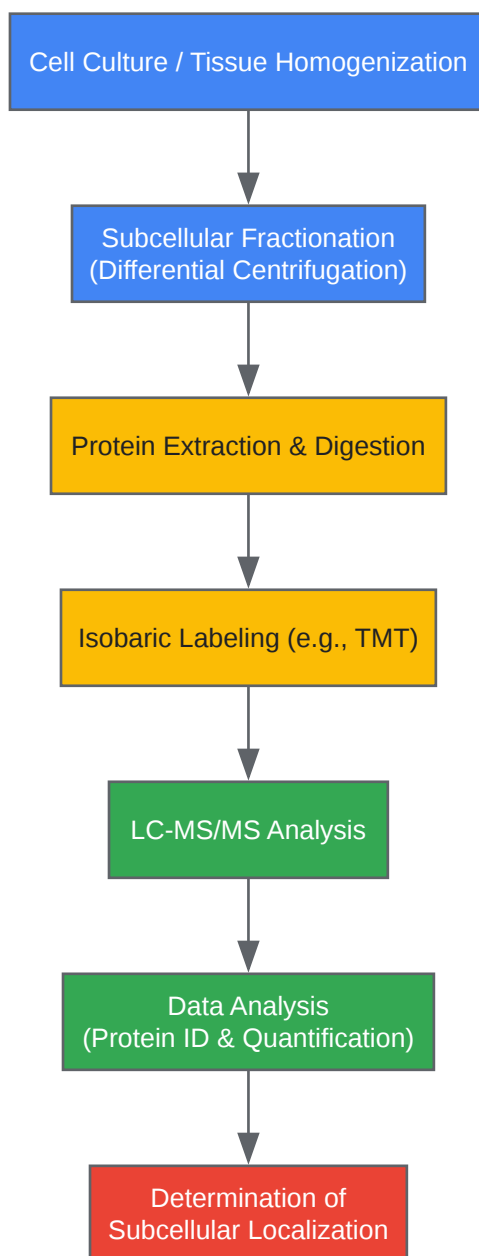 Cell Culture / Tissue Homogenization
Subcellular Fractionation
(Differential Centrifugation)
Protein Extraction & Digestion
Isobaric Labeling (e.g., TMT)
LC-MS/MS Analysis
Data Analysis
(Protein ID & Quantification)
Determination of
Subcellular Localization